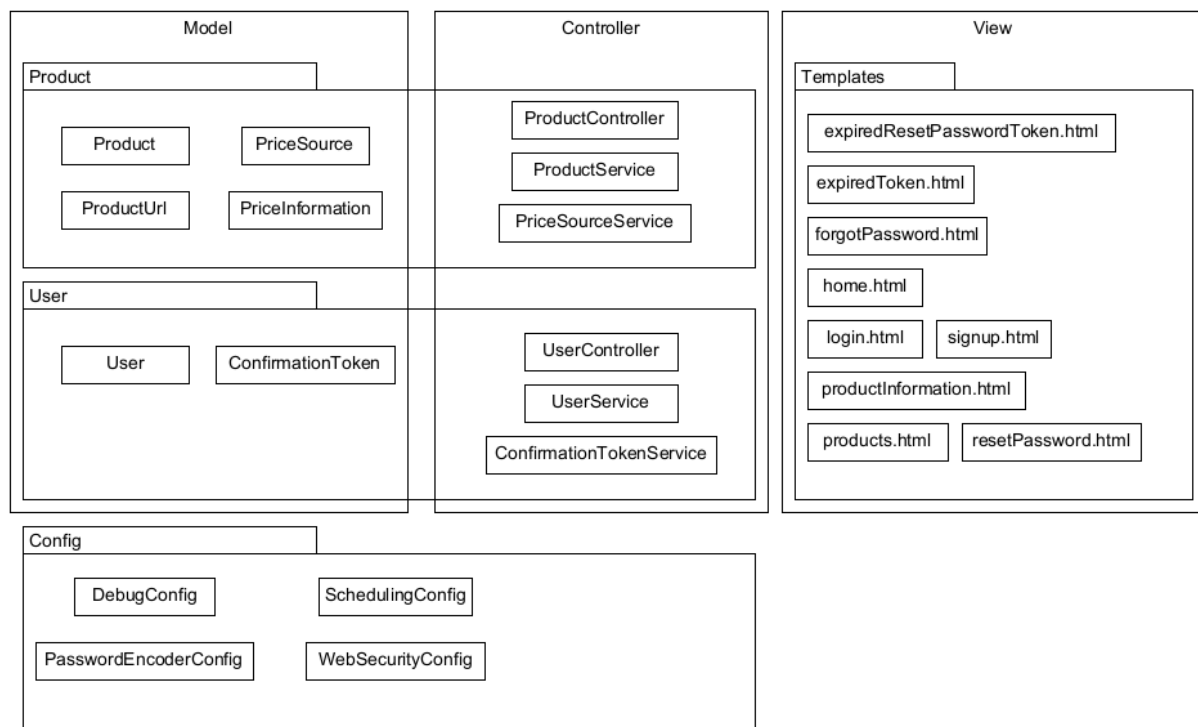 Model
Controller
View
Product
Templates
Product
PriceSource
ProductUrl
PriceInformation
ProductController
ProductService
PriceSourceService
expiredResetPasswordToken.html
expiredToken.html
forgotPassword.html
home.html
login.html
signup.html
productInformation.html
products.html
resetPassword.html
User
User
ConfirmationToken
UserController
UserService
ConfirmationTokenService
Config
DebugConfig
SchedulingConfig
PasswordEncoderConfig
WebSecurityConfig